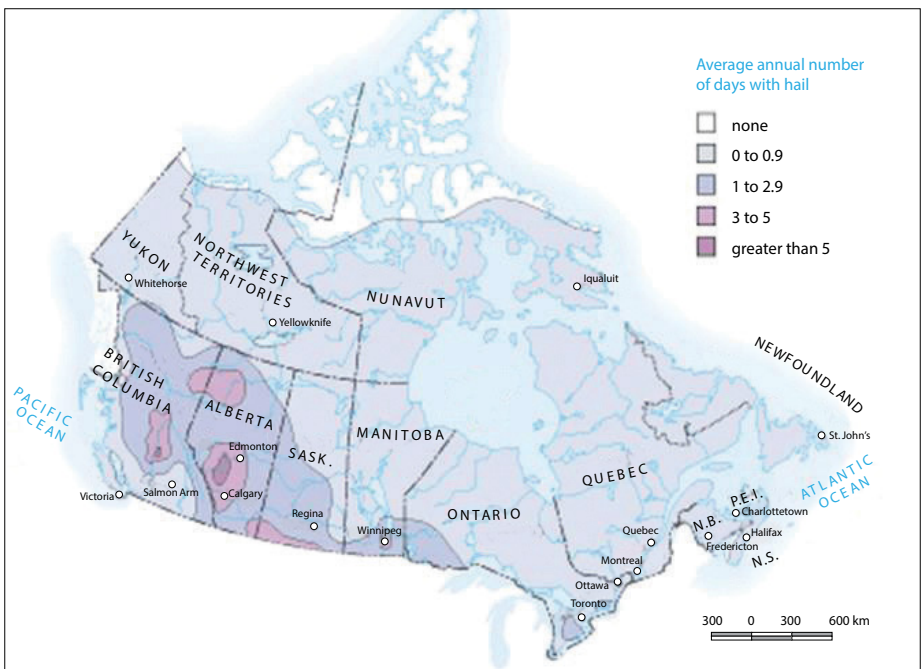 Average annual number
of days with hail
none
0 to 0.9
1 to 2.9
3 to 5
greater than 5
YUKON
Whitehorse
NORTHWEST
TERRITORIES
Yellowknife
NUNAVUT
Iqualuit
NEWFOUNDLAND
St. John's
BRITISH
COLUMBIA
PACIFIC
OCEAN
ALBERTA
Edmonton
SASK.
MANITOBA
Victoria
Salmon Arm
Calgary
Regina
Winnipeg
ONTARIO
QUEBEC
ATLANTIC
OCEAN
P.E.I.
Charlottetown
N.B.
Fredericton
Halifax
N.S.
Quebec
Montreal
Ottawa
Toronto
300 0 300 600 km